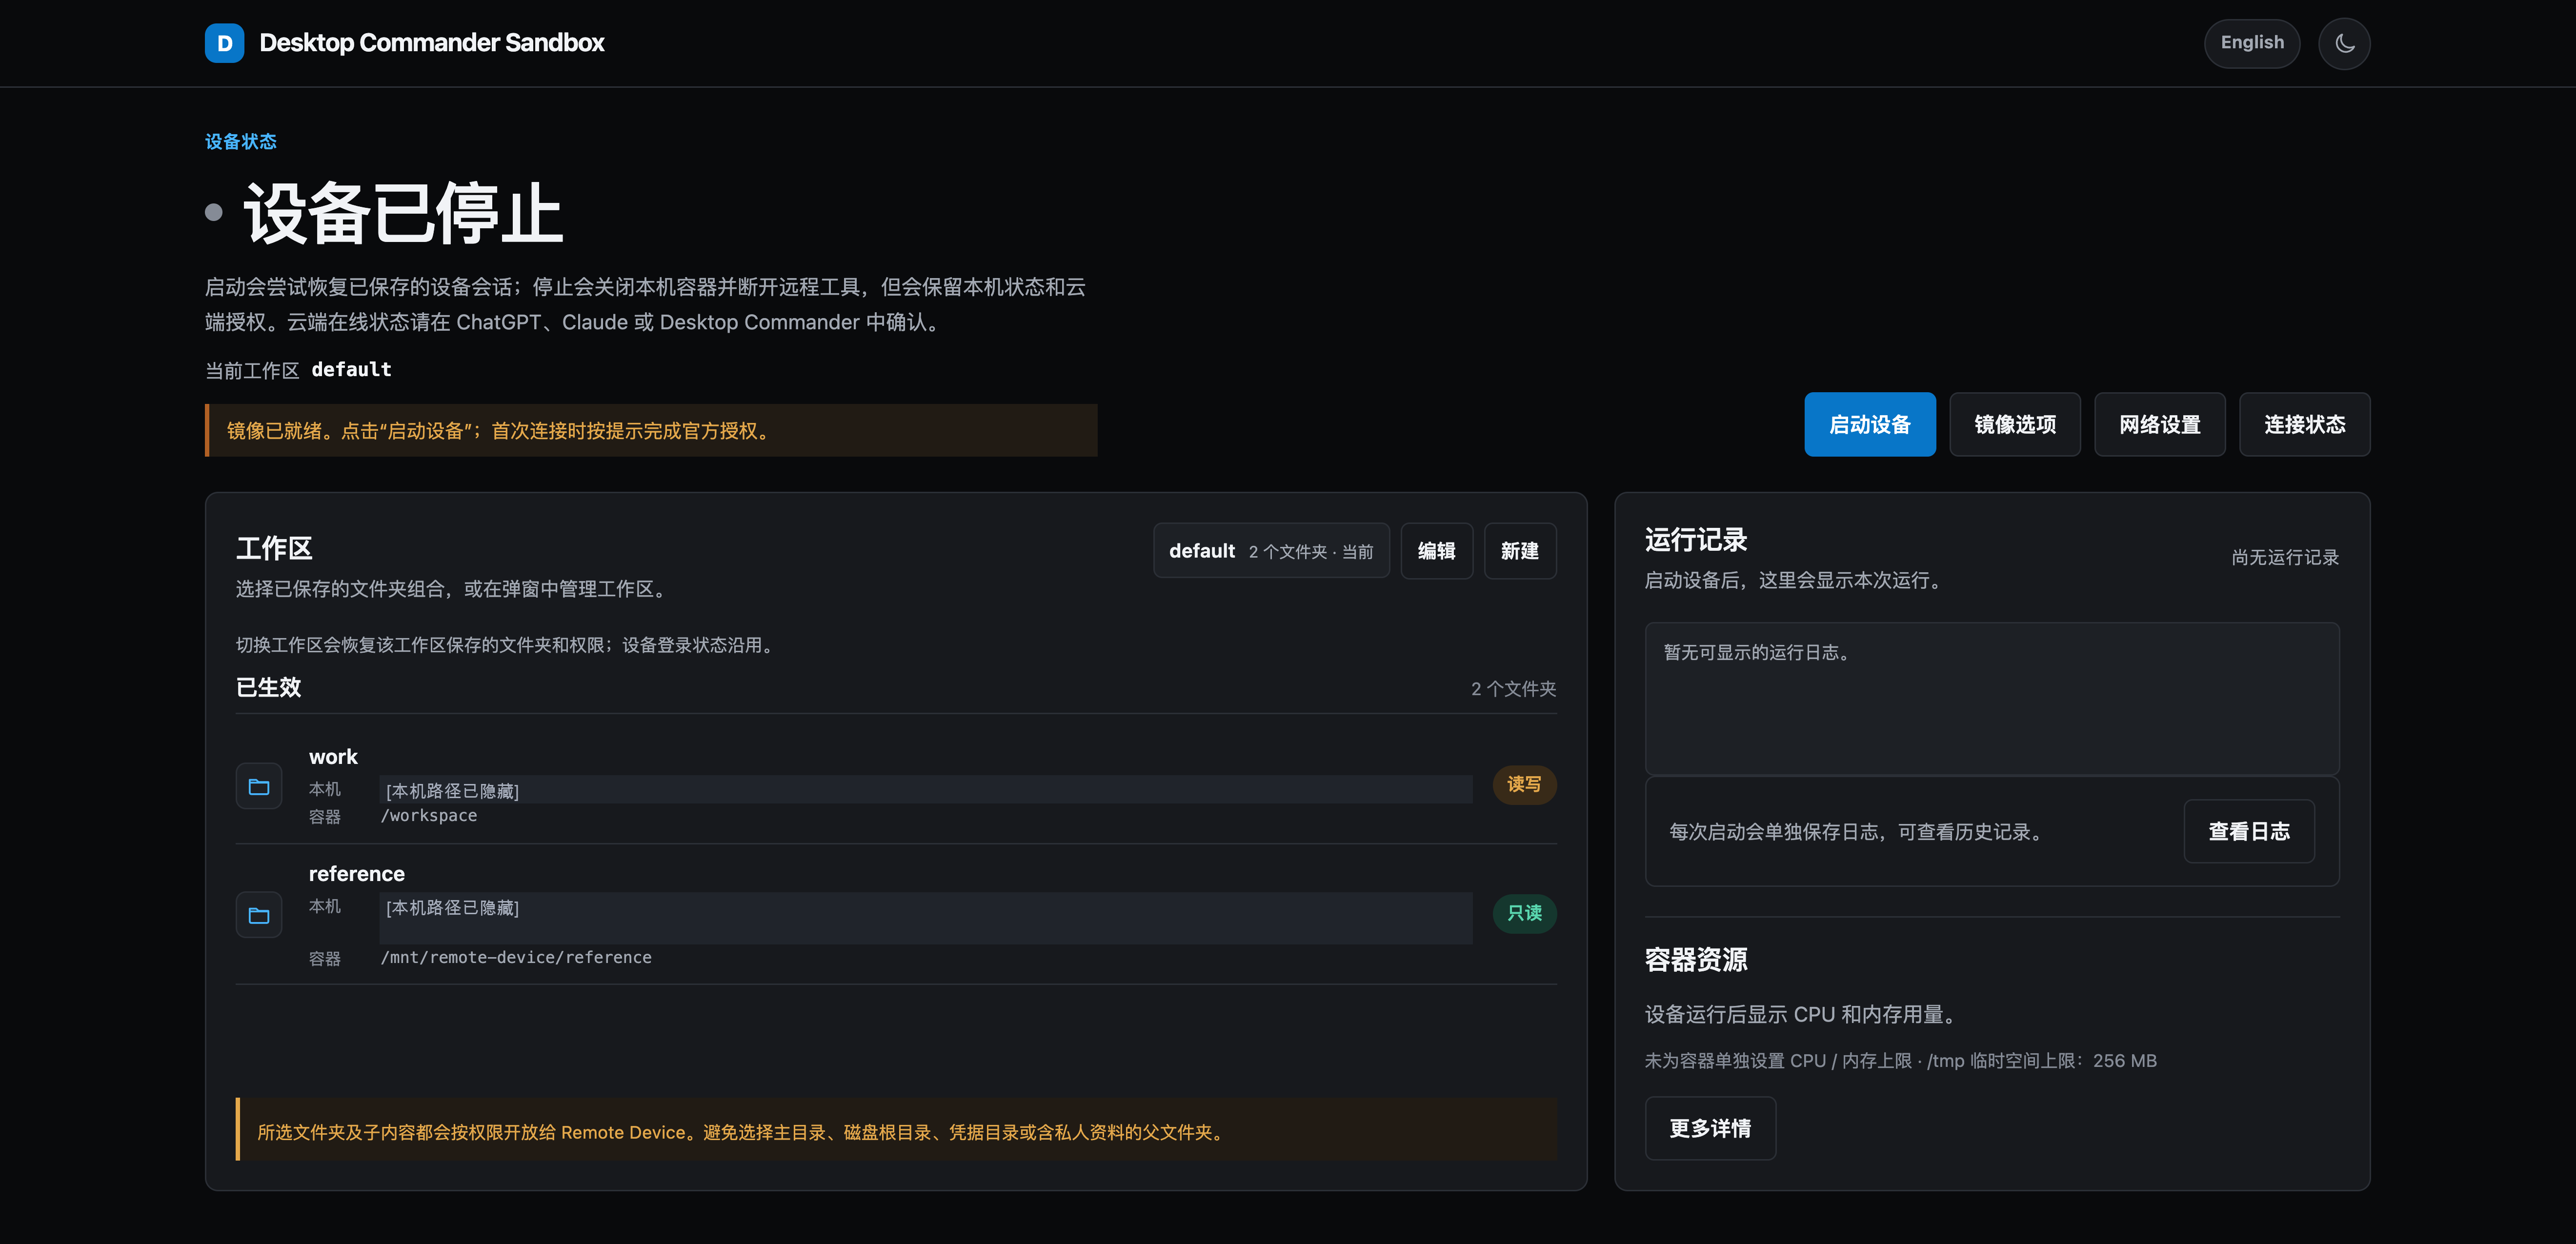 D Desktop Commander Sandbox
English
设备状态
设备已停止
启动会尝试恢复已保存的设备会话；停止会关闭本机容器并断开远程工具，但会保留本机状态和云
端授权。云端在线状态请在 ChatGPT、Claude 或 Desktop Commander 中确认。
当前工作区 default
镜像已就绪。点击“启动设备”；首次连接时按提示完成官方授权。
启动设备
镜像选项
网络设置
连接状态
工作区
选择已保存的文件夹组合，或在弹窗中管理工作区。
default 2 个文件夹 · 当前
编辑
新建
切换工作区会恢复该工作区保存的文件夹和权限；设备登录状态沿用。
已生效
2 个文件夹
work
本机 [本机路径已隐藏]
容器 /workspace
读写
reference
本机 [本机路径已隐藏]
容器 /mnt/remote-device/reference
只读
所选文件夹及子内容都会按权限开放给 Remote Device。避免选择主目录、磁盘根目录、凭据目录或含私人资料的父文件夹。
运行记录
启动设备后，这里会显示本次运行。
尚无运行记录
暂无可显示的运行日志。
每次启动会单独保存日志，可查看历史记录。
查看日志
容器资源
设备运行后显示 CPU 和内存用量。
未为容器单独设置 CPU / 内存上限 · /tmp 临时空间上限：256 MB
更多详情